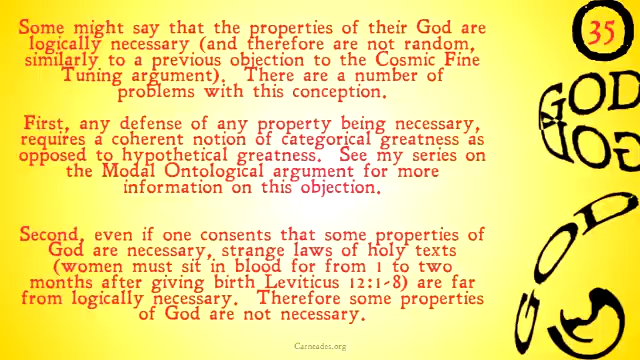 Some might say that the properties of their God are
logically necessary (and therefore are not random,
similarly to a previous objection to the Cosmic Fine
Tuning argument). There are a number of
problems with this conception.
First, any defense of any property being necessary,
requires a coherent notion of categorical greatness as
opposed to hypothetical greatness. See my series on
the Modal Ontological argument for more
information on this objection.
Second, even if one consents that some properties of
God are necessary, strange laws of holy texts
(women must sit in blood for from 1 to two
months after giving birth Leviticus 12:1-8) are far
from logically necessary. Therefore some properties
of God are not necessary.
Carneades.org
35
GOD
GOD
GOD